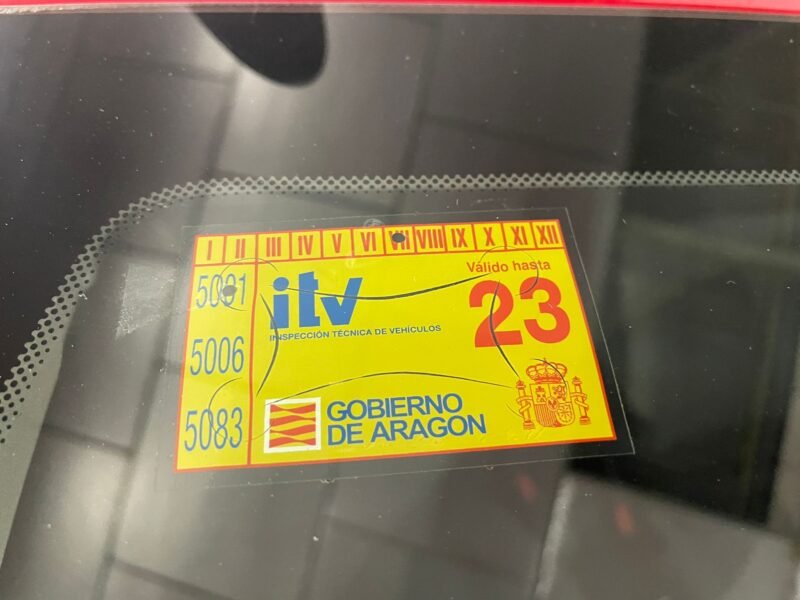 I II III IV V VI VII VIII IX X XI XII
5001
itv
Válido hasta
23
INSPECCIÓN TÉCNICA DE VEHÍCULOS
5006
5083
GOBIERNO
DE ARAGON